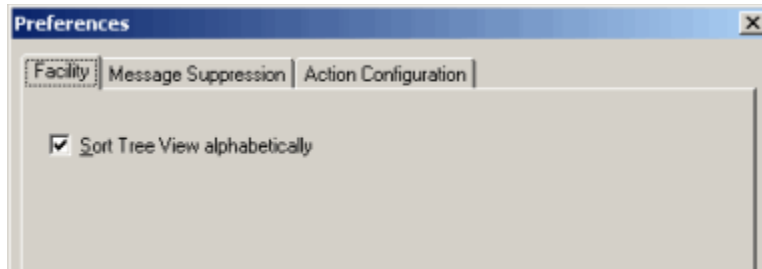 Preferences
Facility Message Suppression Action Configuration
Sort Tree View alphabetically